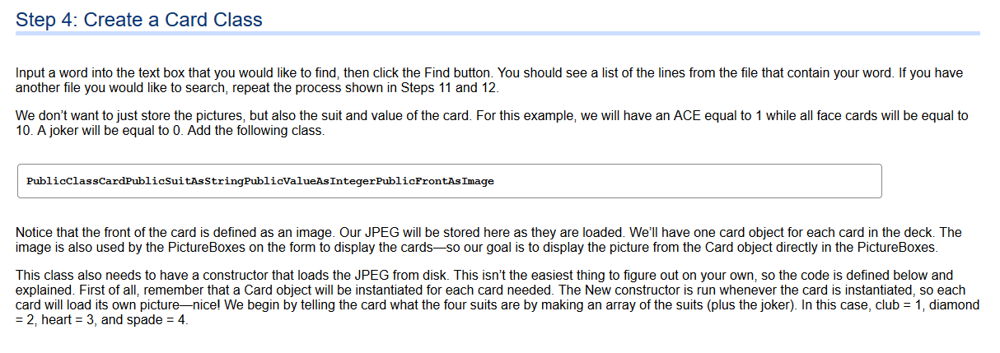 Step 4: Create a Card Class
Input a word into the text box that you would like to find, then click the Find button. You should see a list of the lines from the file that contain your word. If you have
another file you would like to search, repeat the process shown in Steps 11 and 12.
We don’t want to just store the pictures, but also the suit and value of the card. For this example, we will have an ACE equal to 1 while all face cards will be equal to
10. A joker will be equal to 0. Add the following class.
PublicClassCardPublicSuitAsStringPublicValueAsIntegerPublicFrontAsImage
Notice that the front of the card is defined as an image. Our JPEG will be stored here as they are loaded. We’ll have one card object for each card in the deck. The
image is also used by the PictureBoxes on the form to display the cards—so our goal is to display the picture from the Card object directly in the PictureBoxes.
This class also needs to have a constructor that loads the JPEG from disk. This isn’t the easiest thing to figure out on your own, so the code is defined below and
explained. First of all, remember that a Card object will be instantiated for each card needed. The New constructor is run whenever the card is instantiated, so each
card will load its own picture—nice! We begin by telling the card what the four suits are by making an array of the suits (plus the joker). In this case, club = 1, diamond
= 2, heart = 3, and spade = 4.